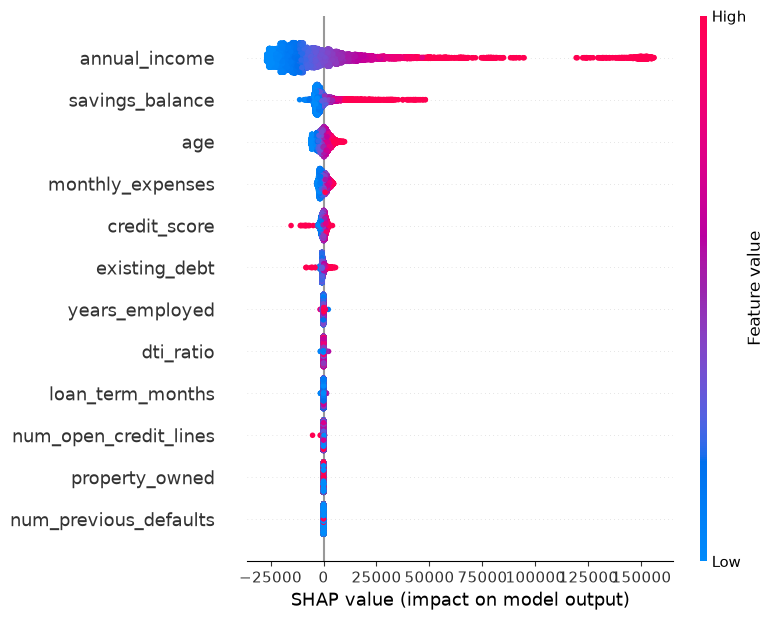 High
annual_income
savings_balance
age
monthly_expenses
credit_score
existing_debt
years_employed
dti_ratio
loan_term_months
num_open_credit_lines
property_owned
num_previous_defaults
Feature value
Low
−25000 0 25000 50000 75000 100000 125000 150000
SHAP value (impact on model output)